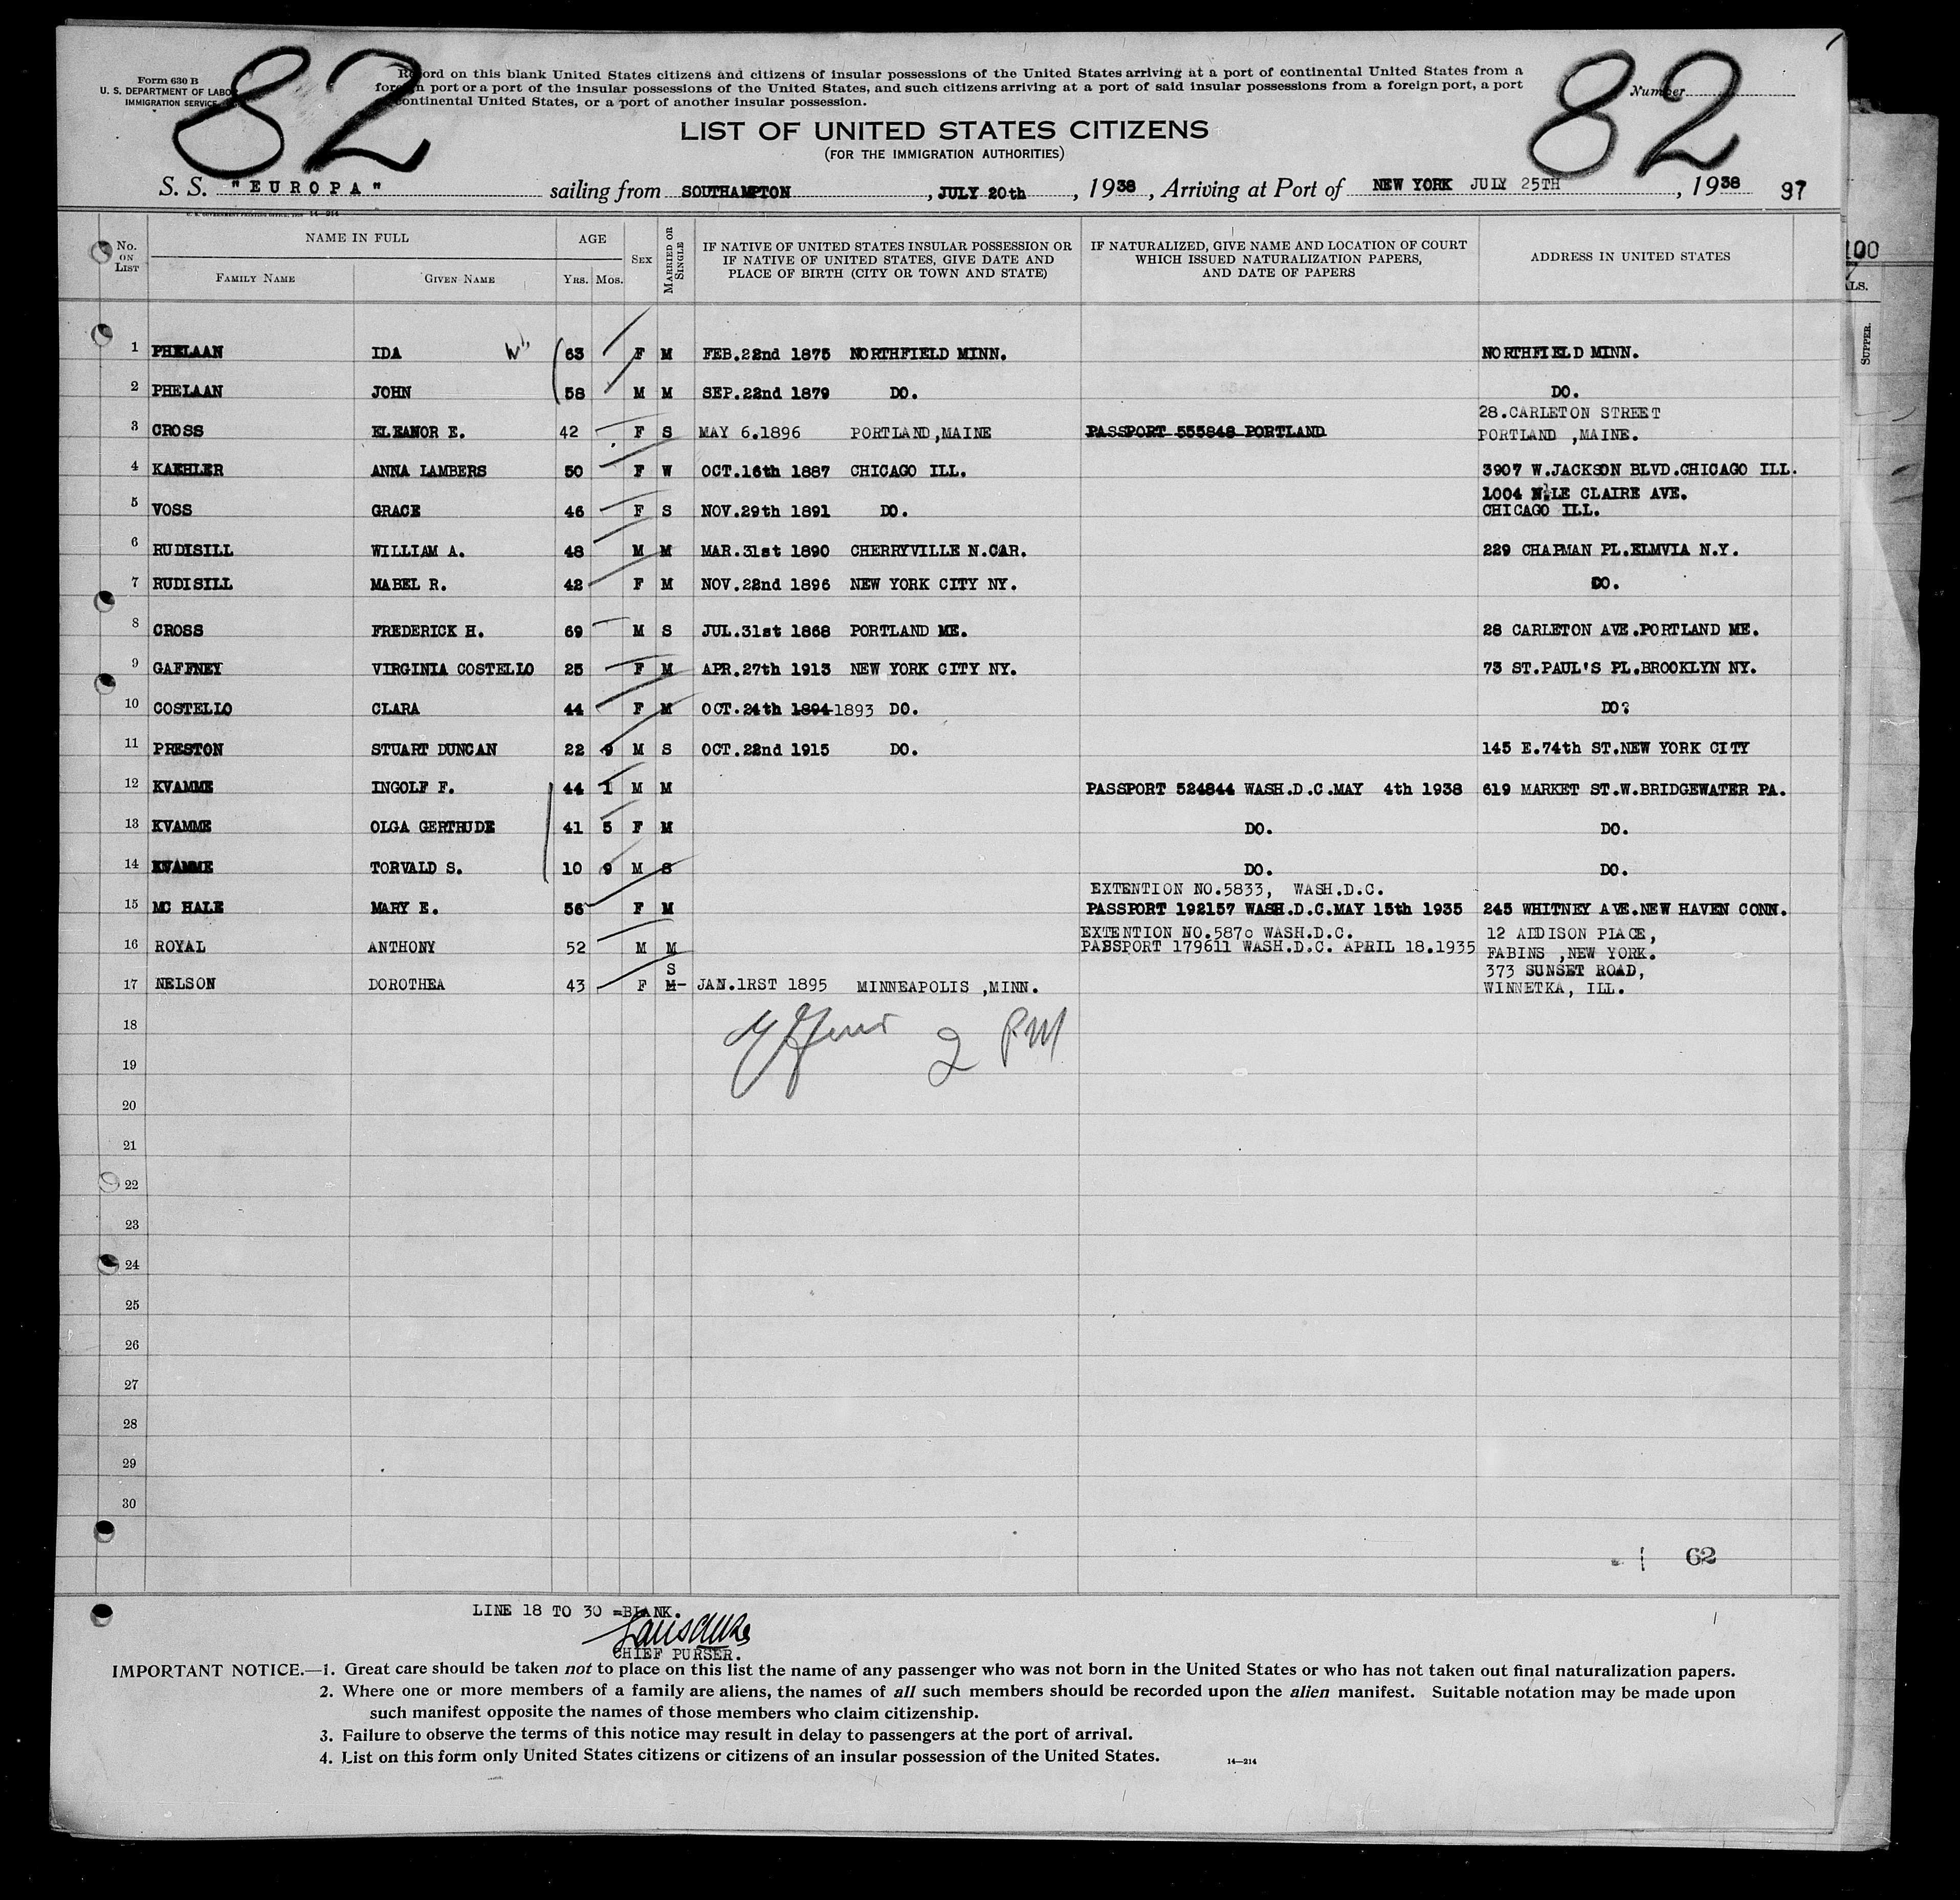 82
82
Form 630 B
U. S. DEPARTMENT OF LABOR
IMMIGRATION SERVICE
Record on this blank United States citizens and citizens of insular possessions of the United States arriving at a port of continental United States from a
foreign port or a port of the insular possessions of the United States, and such citizens arriving at a port of said insular possessions from a foreign port, a port
continental United States, or a port of another insular possession.
Number
LIST OF UNITED STATES CITIZENS
(FOR THE IMMIGRATION AUTHORITIES)
S. S. "EUROPA" sailing from SOUTHAMPTON, JULY 20th, 1938, Arriving at Port of NEW YORK JULY 25TH, 1938 97
U. S. GOVERNMENT PRINTING OFFICE 14—214
No. ON LIST
NAME IN FULL
FAMILY NAME GIVEN NAME
AGE
YRS. MOS.
SEX
MARRIED OR SINGLE
IF NATIVE OF UNITED STATES INSULAR POSSESSION OR
IF NATIVE OF UNITED STATES, GIVE DATE AND
PLACE OF BIRTH (CITY OR TOWN AND STATE)
IF NATURALIZED, GIVE NAME AND LOCATION OF COURT
WHICH ISSUED NATURALIZATION PAPERS,
AND DATE OF PAPERS
ADDRESS IN UNITED STATES
100
LS.
SUPPER.
1 PHELAAN IDA W 63 F M FEB.22nd 1875 NORTHFIELD MINN. NORTHFIELD MINN.
2 PHELAAN JOHN 58 M M SEP.22nd 1879 DO. DO.
28.CARLETON STREET
3 CROSS ELEANOR E. 42 F S MAY 6.1896 PORTLAND,MAINE PASSPORT 555848 PORTLAND PORTLAND ,MAINE.
4 KAEHLER ANNA LAMBERS 50 F W OCT.16th 1887 CHICAGO ILL. 3907 W.JACKSON BLVD.CHICAGO ILL.
1004 N.LE CLAIRE AVE.
5 VOSS GRACE 46 F S NOV.29th 1891 DO. CHICAGO ILL.
6 RUDISILL WILLIAM A. 48 M M MAR.31st 1890 CHERRYVILLE N.CAR. 229 CHAPMAN PL.ELMVIA N.Y.
7 RUDISILL MABEL R. 42 F M NOV.22nd 1896 NEW YORK CITY NY. DO.
8 CROSS FREDERICK H. 69 M S JUL.31st 1868 PORTLAND ME. 28 CARLETON AVE.PORTLAND ME.
9 GAFFNEY VIRGINIA COSTELLO 25 F M APR.27th 1913 NEW YORK CITY NY. 73 ST.PAUL'S PL.BROOKLYN NY.
10 COSTELLO CLARA 44 F M OCT.24th 1894 1893 DO. DO.
11 PRESTON STUART DUNCAN 22 9 M S OCT.22nd 1915 DO. 145 E.74th ST.NEW YORK CITY
12 KVAMME INGOLF F. 44 1 M M PASSPORT 524844 WASH.D.C.MAY 4th 1938 619 MARKET ST.W.BRIDGEWATER PA.
13 KVAMME OLGA GERTRUDE 41 5 F M DO. DO.
14 KVAMME TORVALD S. 10 9 M S DO. DO.
EXTENTION NO.5833, WASH.D.C.
15 MC HALE MARY E. 56 F M PASSPORT 192157 WASH.D.C.MAY 15th 1935 245 WHITNEY AVE.NEW HAVEN CONN.
EXTENTION NO.5870 WASH.D.C. 12 ADDISON PLACE,
16 ROYAL ANTHONY 52 M M PASSPORT 179611 WASH.D.C. APRIL 18.1935 FABINS ,NEW YORK.
S 373 SUNSET ROAD,
17 NELSON DOROTHEA 43 F M JAN.1RST 1895 MINNEAPOLIS ,MINN. WINNETKA, ILL.
18
2 PM
19
20
21
22
23
24
25
26
27
28
29
30
62
LINE 18 TO 30 =BLANK.
CHIEF PURSER.
IMPORTANT NOTICE.—1. Great care should be taken not to place on this list the name of any passenger who was not born in the United States or who has not taken out final naturalization papers.
2. Where one or more members of a family are aliens, the names of all such members should be recorded upon the alien manifest. Suitable notation may be made upon
such manifest opposite the names of those members who claim citizenship.
3. Failure to observe the terms of this notice may result in delay to passengers at the port of arrival.
4. List on this form only United States citizens or citizens of an insular possession of the United States.
14—214